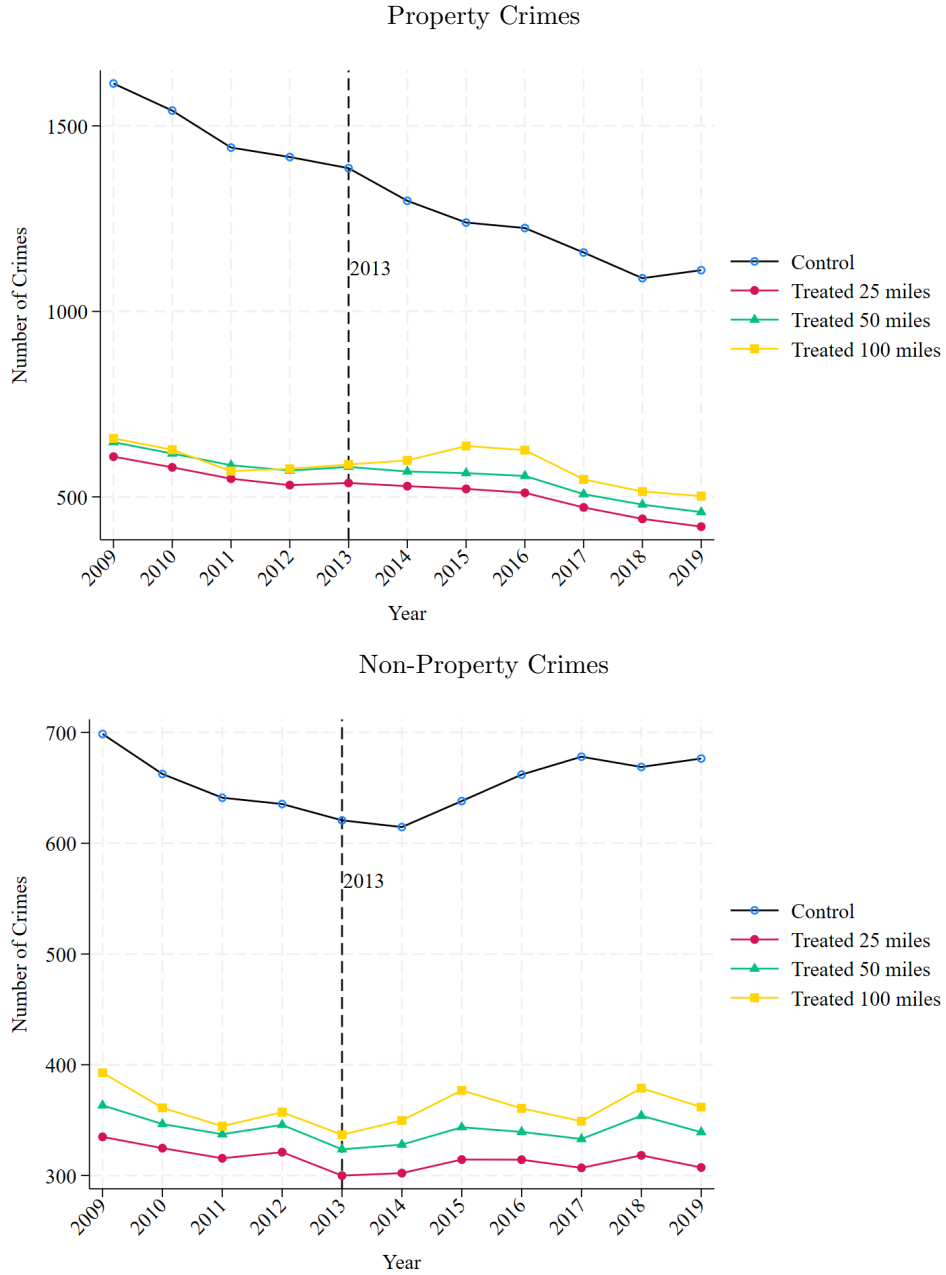 Property Crimes
1500
1000
500
Number of Crimes
2013
2009 2010 2011 2012 2013 2014 2015 2016 2017 2018 2019
Year
Control
Treated 25 miles
Treated 50 miles
Treated 100 miles
Non-Property Crimes
700
600
500
400
300
Number of Crimes
2013
2009 2010 2011 2012 2013 2014 2015 2016 2017 2018 2019
Year
Control
Treated 25 miles
Treated 50 miles
Treated 100 miles